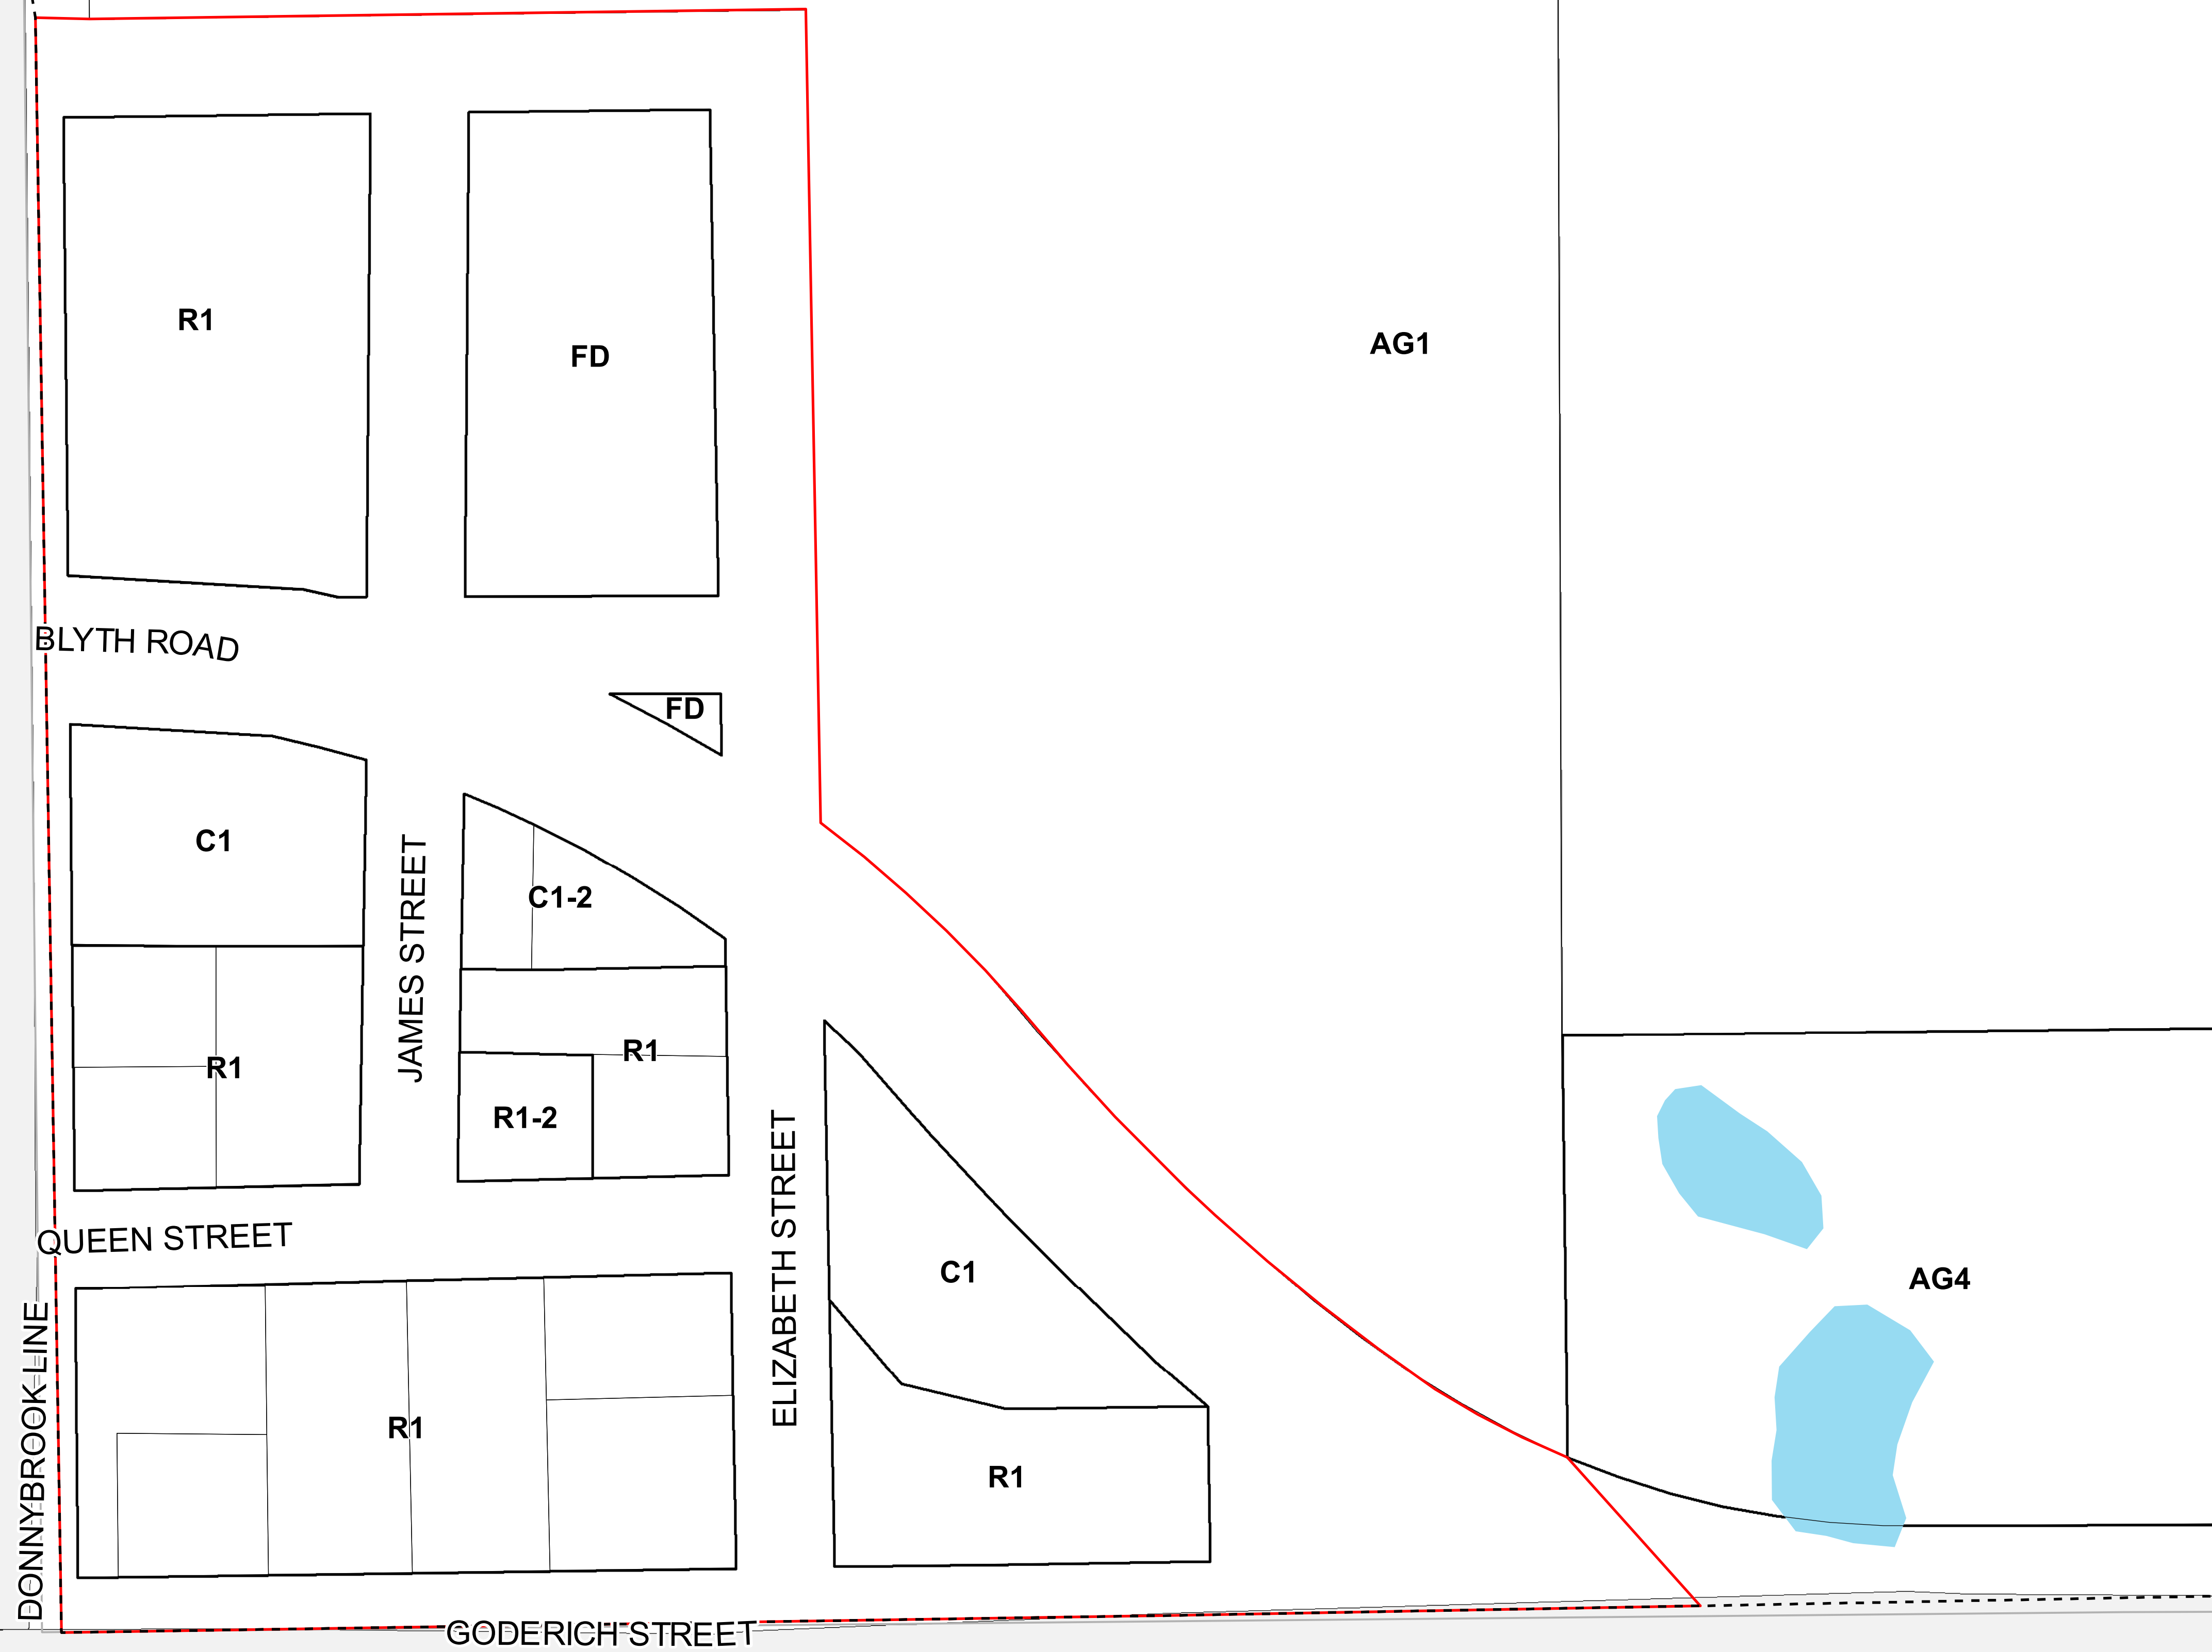 R1
FD
AG1
BLYTH ROAD
FD
C1
C1-2
JAMES STREET
R1
R1
R1-2
QUEEN STREET
ELIZABETH STREET
C1
AG4
DONNYBROOK LINE
R1
R1
GODERICH STREET